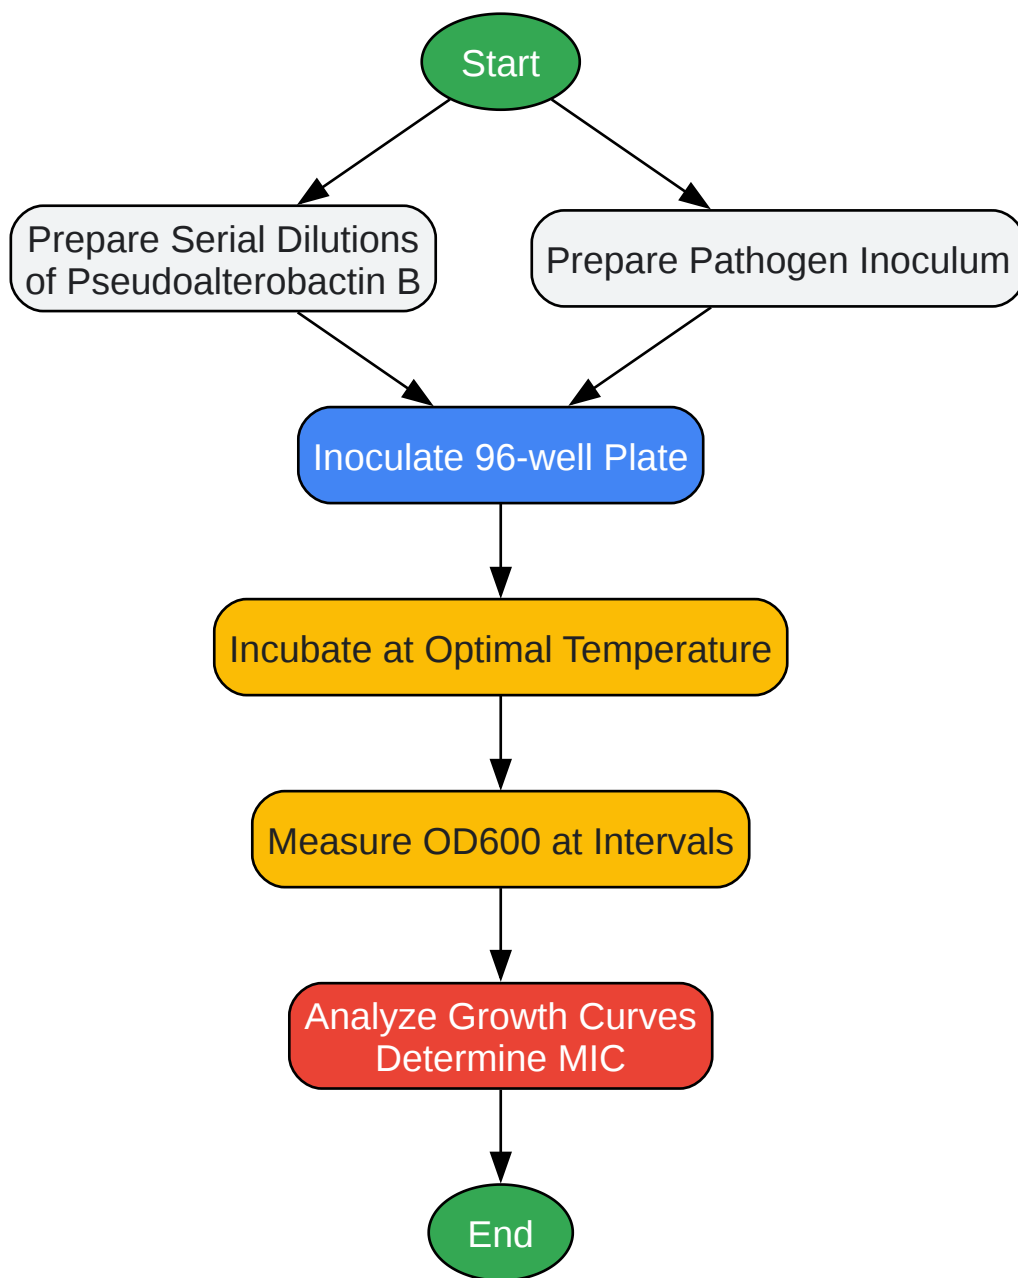 Start
Prepare Serial Dilutions
of Pseudoalterobactin B
Prepare Pathogen Inoculum
Inoculate 96-well Plate
Incubate at Optimal Temperature
Measure OD600 at Intervals
Analyze Growth Curves
Determine MIC
End